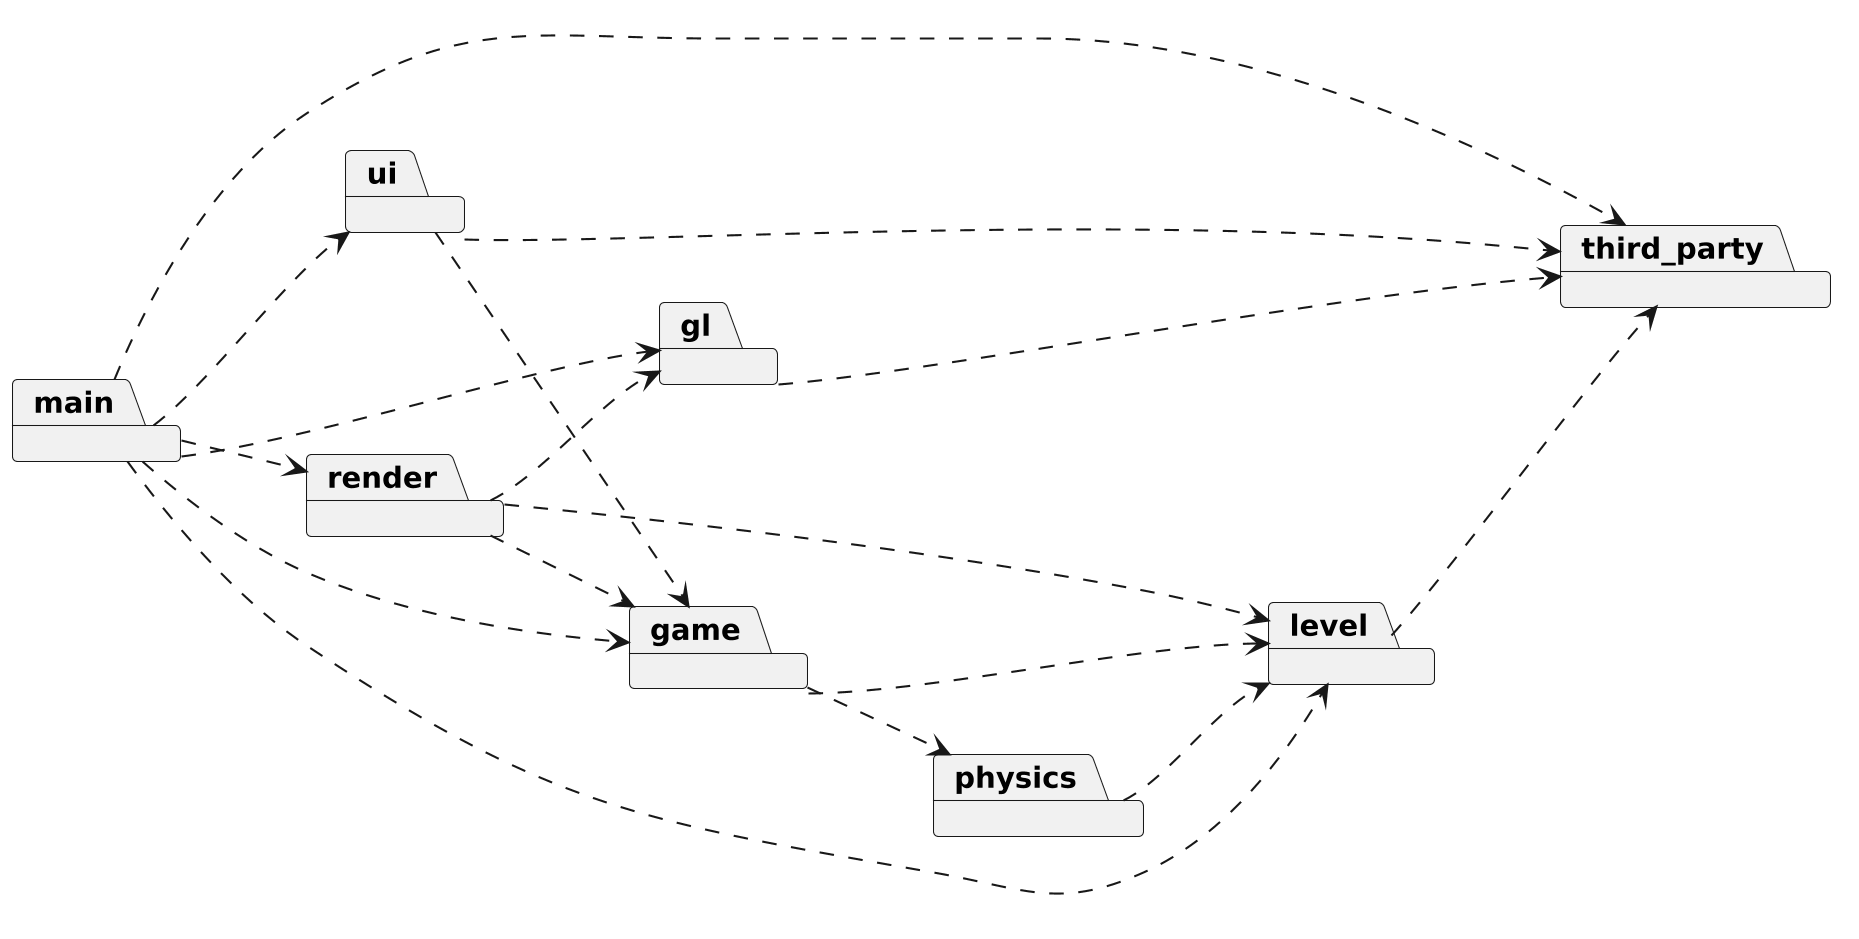 ui
third_party
gl
main
render
game
level
physics